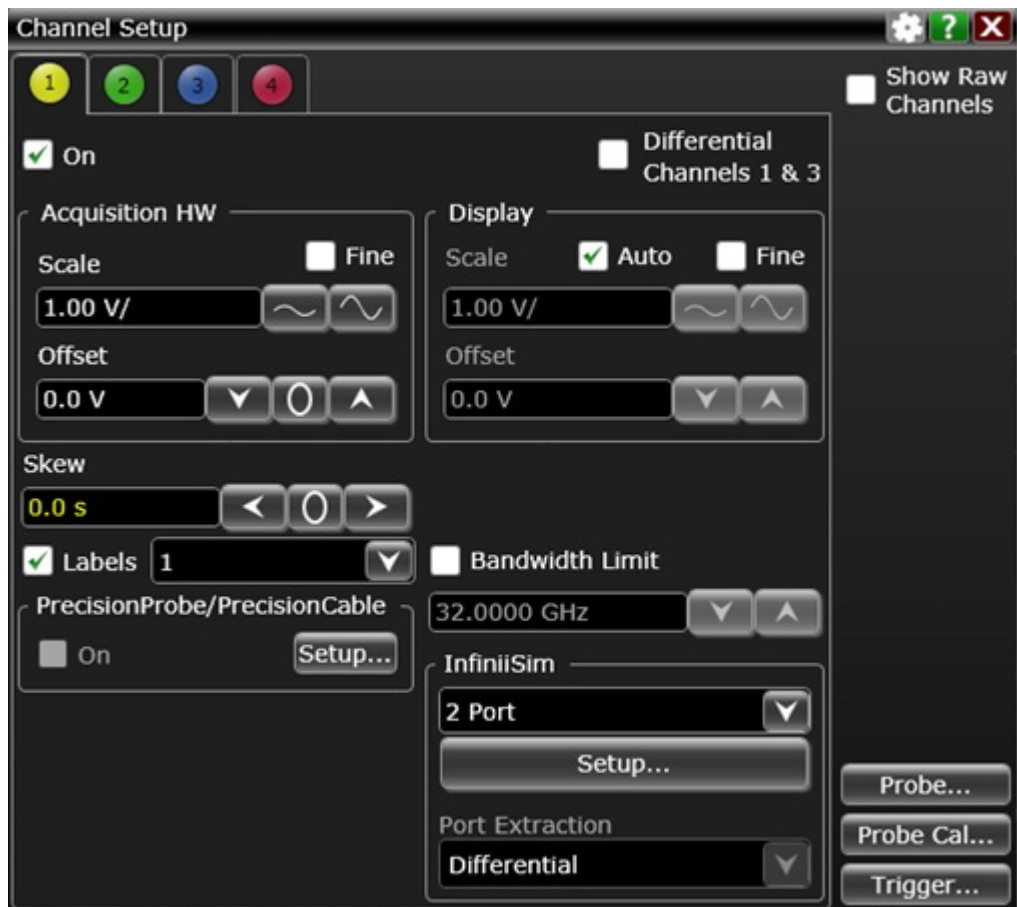 Channel Setup
?
1 2 3 4
Show Raw
Channels
On
Differential
Channels 1 & 3
Acquisition HW
Scale
Fine
1.00 V/
Offset
0.0 V
Display
Scale
Auto
Fine
1.00 V/
Offset
0.0 V
Skew
0.0 s
Labels
1
Bandwidth Limit
32.0000 GHz
PrecisionProbe/PrecisionCable
On
Setup...
InfiniiSim
2 Port
Setup...
Port Extraction
Differential
Probe...
Probe Cal...
Trigger...